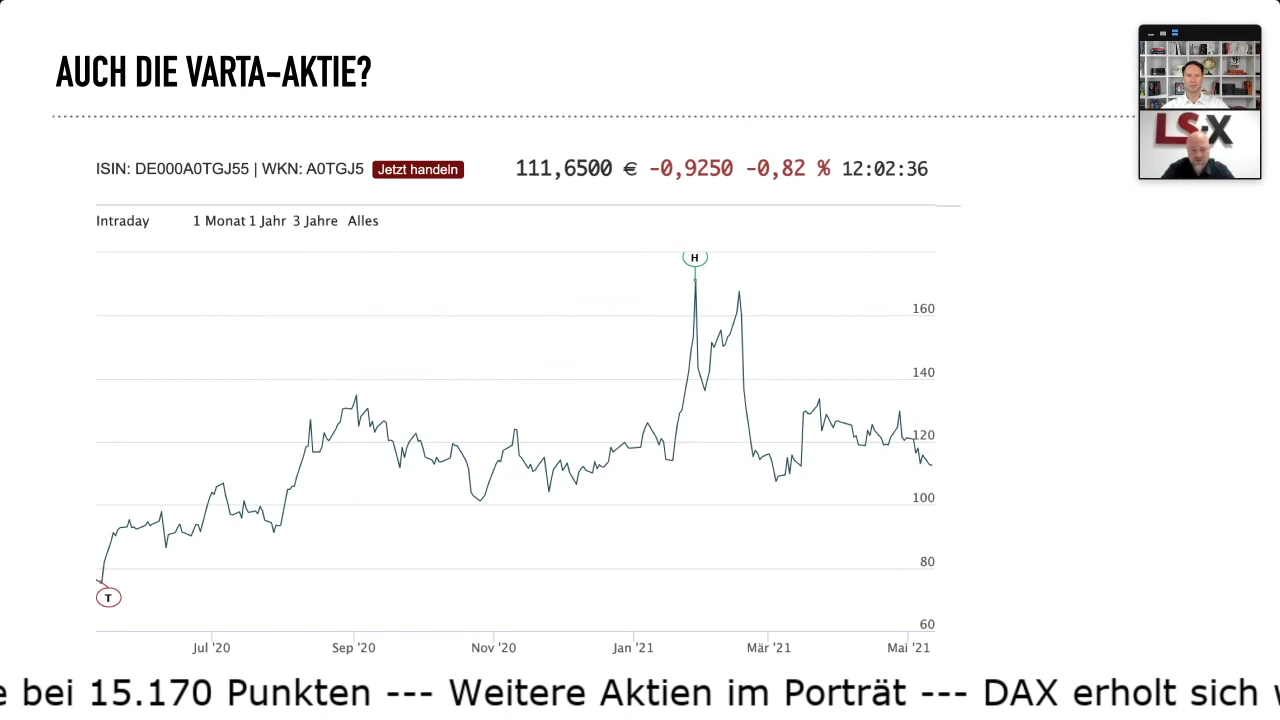 AUCH DIE VARTA-AKTIE?
LS-X
ISIN: DE000A0TGJ55 | WKN: A0TGJ5 Jetzt handeln 111,6500 € -0,9250 -0,82 % 12:02:36
Intraday 1 Monat 1 Jahr 3 Jahre Alles
H
160
140
120
100
80
T
60
Jul '20 Sep '20 Nov '20 Jan '21 Mär '21 Mai '21
e bei 15.170 Punkten --- Weitere Aktien im Porträt --- DAX erholt sich